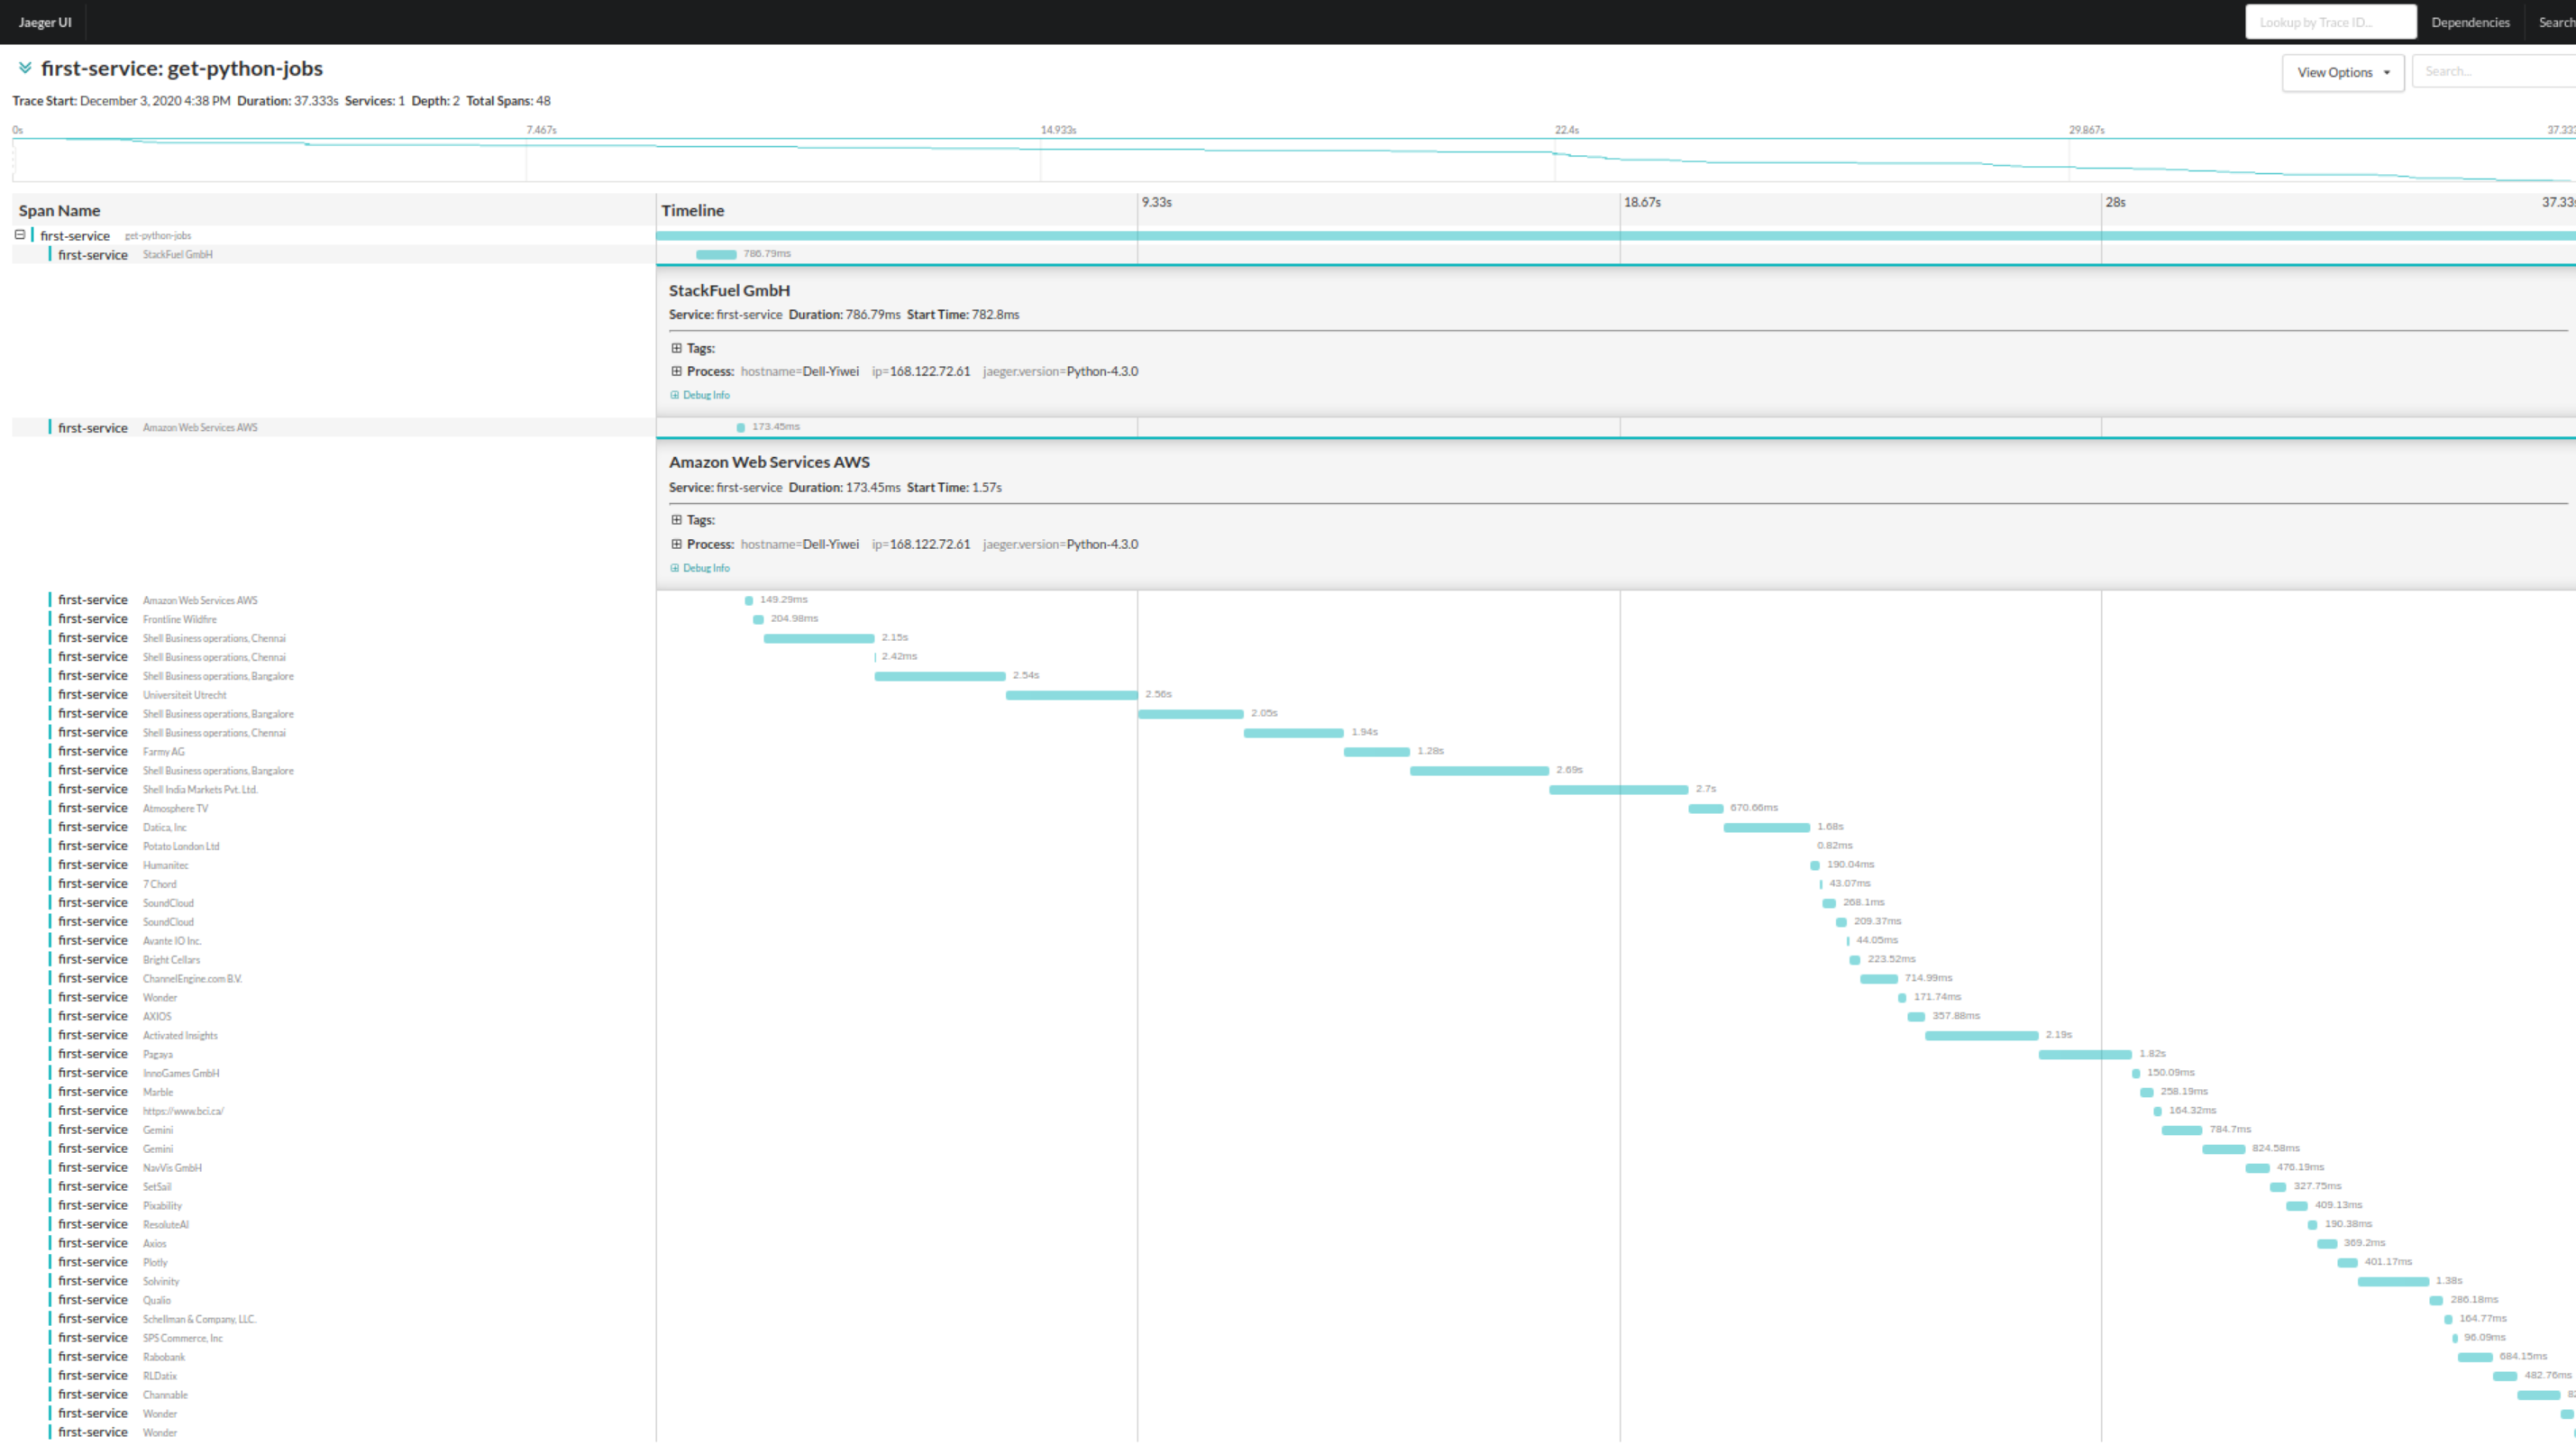 Jaeger UI Lookup by Trace ID... Dependencies Search
first-service: get-python-jobs View Options Search...
Trace Start: December 3, 2020 4:38 PM Duration: 37.333s Services: 1 Depth: 2 Total Spans: 48
0s 7.467s 14.933s 22.4s 29.867s 37.333
Span Name Timeline 9.33s 18.67s 28s 37.33s
first-service get-python-jobs
first-service StackFuel GmbH 786.79ms
StackFuel GmbH
Service: first-service Duration: 786.79ms Start Time: 782.8ms
Tags:
Process: hostname=Dell-Yiwei ip=168.122.72.61 jaeger.version=Python-4.3.0
Debug Info
first-service Amazon Web Services AWS 173.45ms
Amazon Web Services AWS
Service: first-service Duration: 173.45ms Start Time: 1.57s
Tags:
Process: hostname=Dell-Yiwei ip=168.122.72.61 jaeger.version=Python-4.3.0
Debug Info
first-service Amazon Web Services AWS 149.29ms
first-service Frontline Wildfire 204.98ms
first-service Shell Business operations, Chennai 2.15s
first-service Shell Business operations, Chennai 2.42ms
first-service Shell Business operations, Bangalore 2.54s
first-service Universiteit Utrecht 2.56s
first-service Shell Business operations, Bangalore 2.05s
first-service Shell Business operations, Chennai 1.94s
first-service Farmy AG 1.28s
first-service Shell Business operations, Bangalore 2.69s
first-service Shell India Markets Pvt. Ltd. 2.7s
first-service Atmosphere TV 670.66ms
first-service Datica, Inc 1.68s
first-service Potato London Ltd 0.82ms
first-service Humanitec 190.04ms
first-service 7 Chord 43.07ms
first-service SoundCloud 268.1ms
first-service SoundCloud 209.37ms
first-service Avante IO Inc. 44.05ms
first-service Bright Cellars 223.52ms
first-service ChannelEngine.com B.V. 714.99ms
first-service Wonder 171.74ms
first-service AXIOS 357.88ms
first-service Activated Insights 2.19s
first-service Pagaya 1.82s
first-service InnoGames GmbH 150.09ms
first-service Marble 258.19ms
first-service https://www.bci.ca/ 164.32ms
first-service Gemini 784.7ms
first-service Gemini 824.58ms
first-service NavVis GmbH 476.19ms
first-service SetSail 327.75ms
first-service Pixability 409.13ms
first-service ResoluteAI 190.38ms
first-service Axios 369.2ms
first-service Plotly 401.17ms
first-service Solvinity 1.38s
first-service Qualio 286.18ms
first-service Schellman & Company, LLC. 164.77ms
first-service SPS Commerce, Inc 96.09ms
first-service Rabobank 684.15ms
first-service RLDatix 482.76ms
first-service Channable
first-service Wonder
first-service Wonder